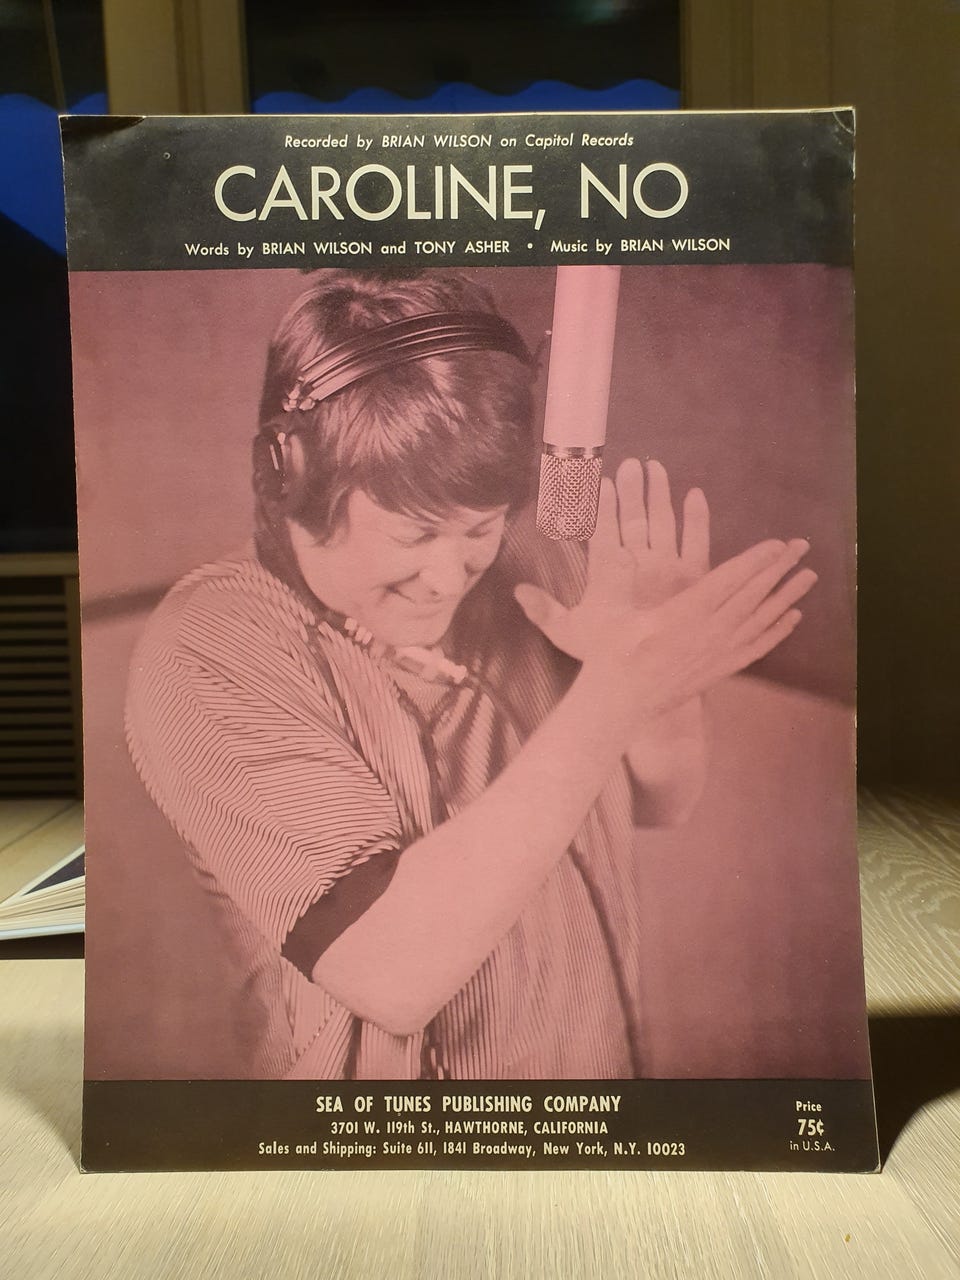 Recorded by BRIAN WILSON on Capitol Records
CAROLINE, NO
Words by BRIAN WILSON and TONY ASHER • Music by BRIAN WILSON
SEA OF TUNES PUBLISHING COMPANY
3701 W. 119th St., HAWTHORNE, CALIFORNIA
Sales and Shipping: Suite 611, 1841 Broadway, New York, N.Y. 10023
Price
75¢
in U.S.A.